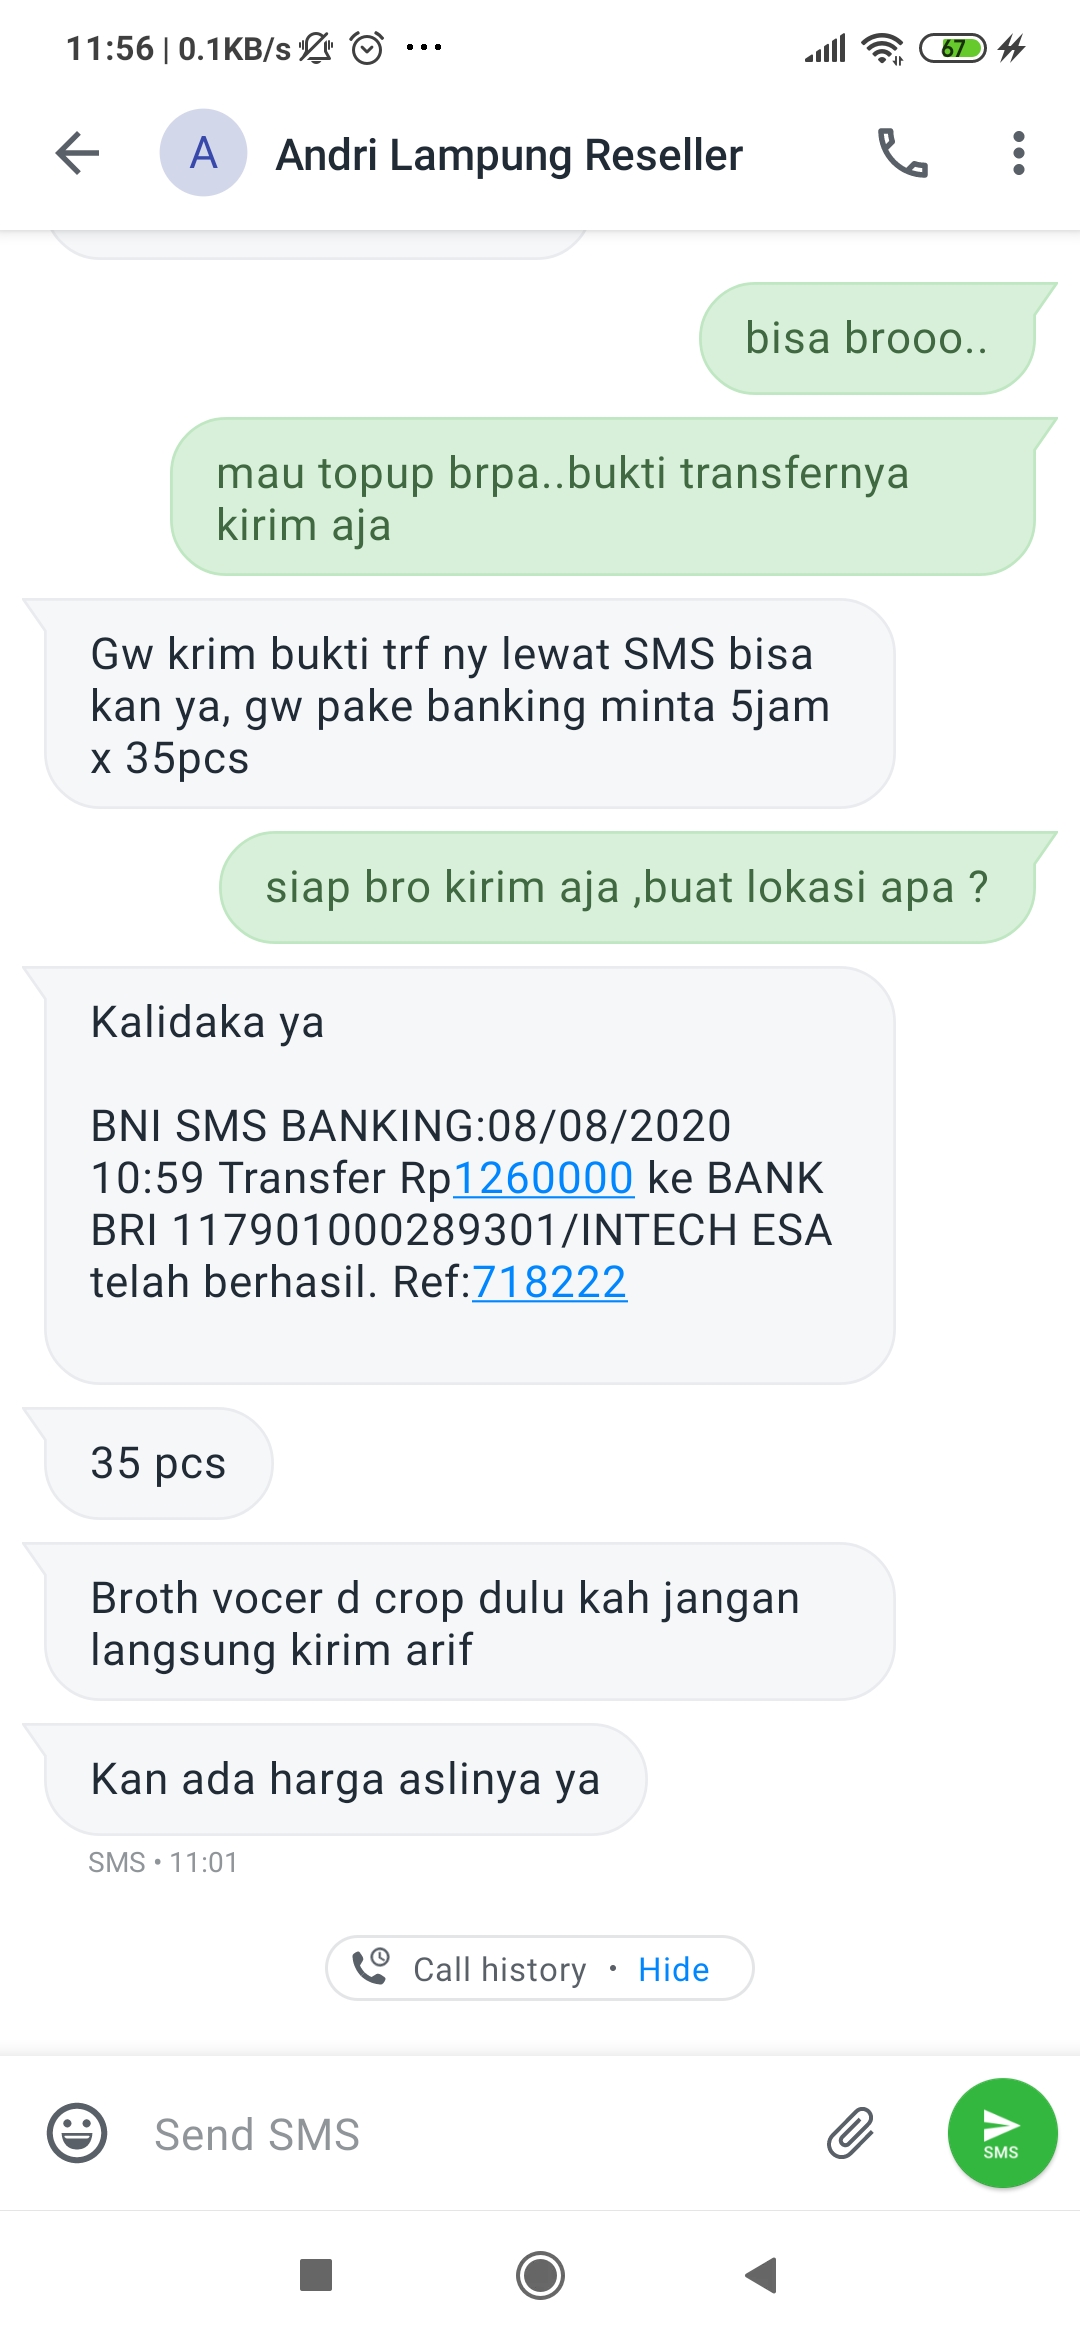 11:56 | 0.1KB/s
67
A
Andri Lampung Reseller
bisa brooo..
mau topup brpa..bukti transfernya
kirim aja
Gw krim bukti trf ny lewat SMS bisa
kan ya, gw pake banking minta 5jam
x 35pcs
siap bro kirim aja ,buat lokasi apa ?
Kalidaka ya
BNI SMS BANKING:08/08/2020
10:59 Transfer Rp1260000 ke BANK
BRI 117901000289301/INTECH ESA
telah berhasil. Ref:718222
35 pcs
Broth vocer d crop dulu kah jangan
langsung kirim arif
Kan ada harga aslinya ya
SMS • 11:01
Call history • Hide
Send SMS
SMS